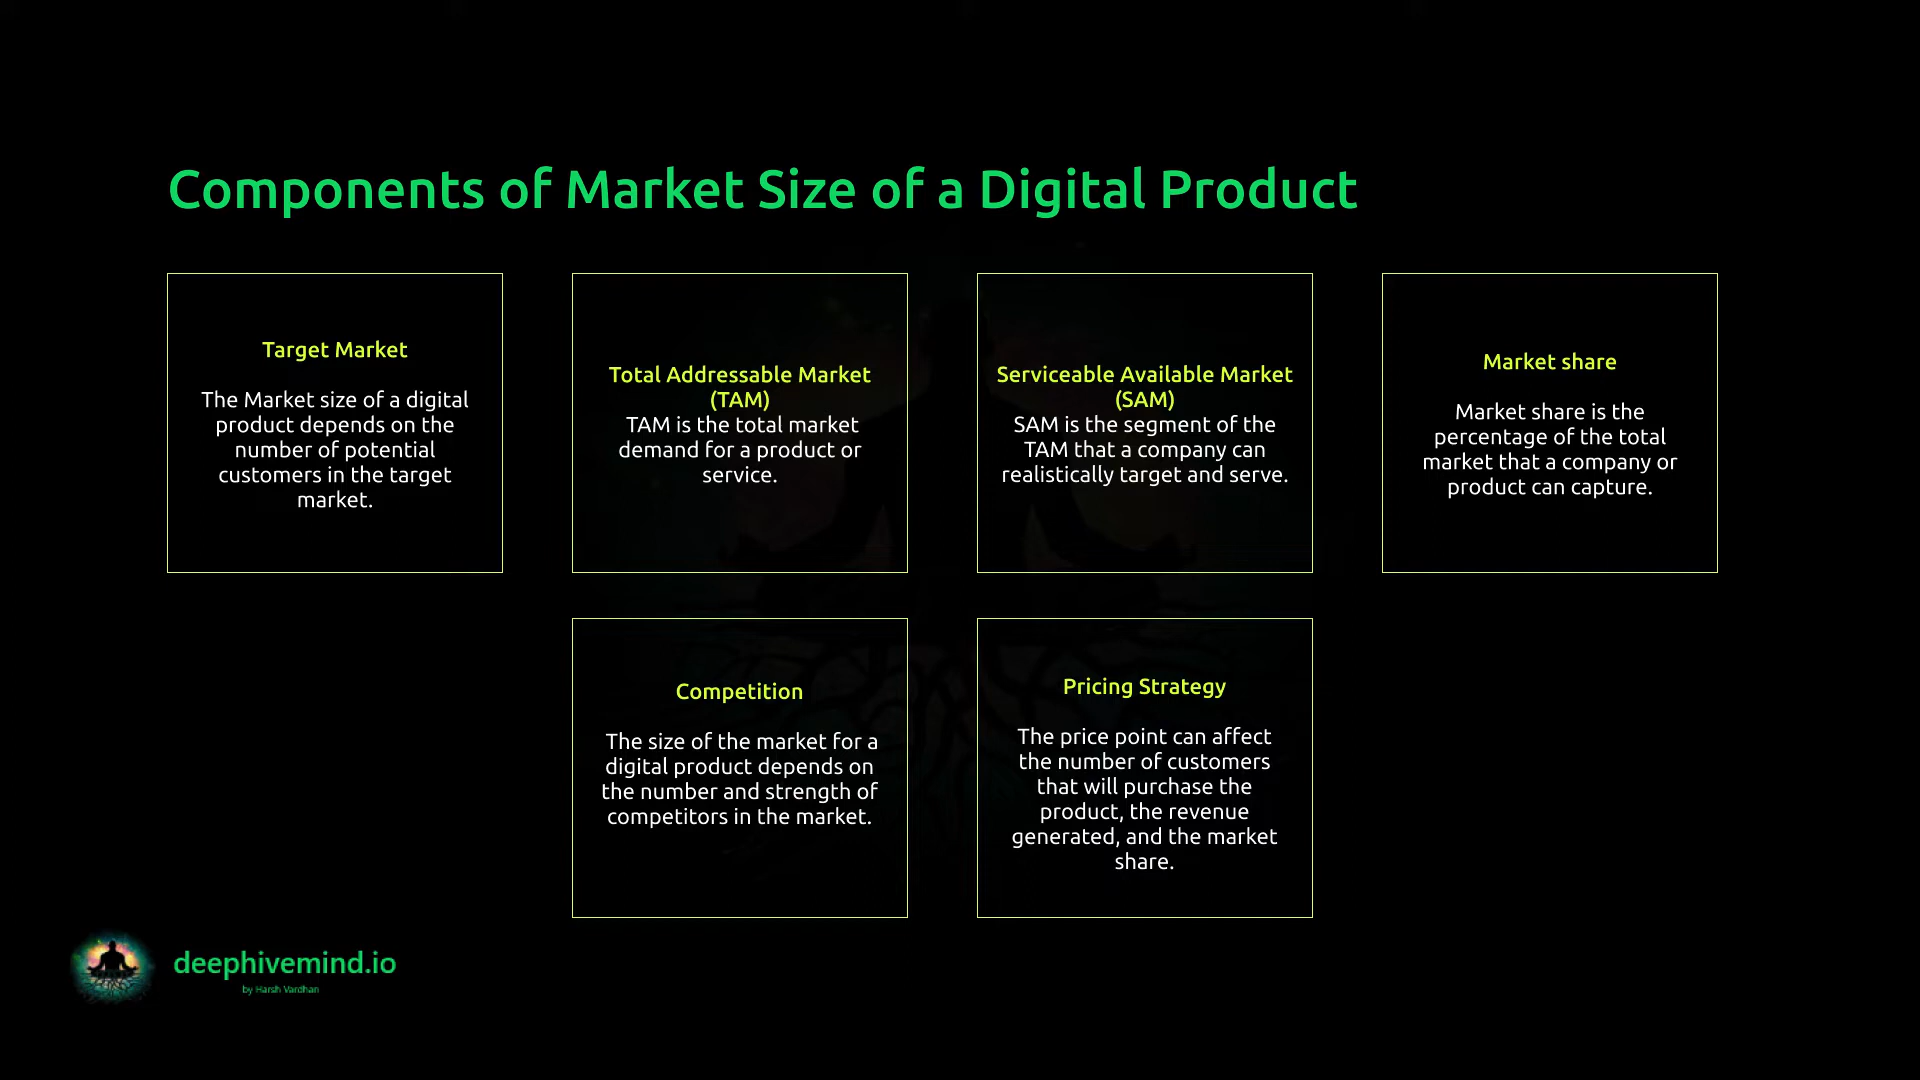 Components of Market Size of a Digital Product
Target Market
The Market size of a digital
product depends on the
number of potential
customers in the target
market.
Total Addressable Market
(TAM)
TAM is the total market
demand for a product or
service.
Serviceable Available Market
(SAM)
SAM is the segment of the
TAM that a company can
realistically target and serve.
Market share
Market share is the
percentage of the total
market that a company or
product can capture.
Competition
The size of the market for a
digital product depends on
the number and strength of
competitors in the market.
Pricing Strategy
The price point can affect
the number of customers
that will purchase the
product, the revenue
generated, and the market
share.
deephivemind.io
by Harsh Vardhan